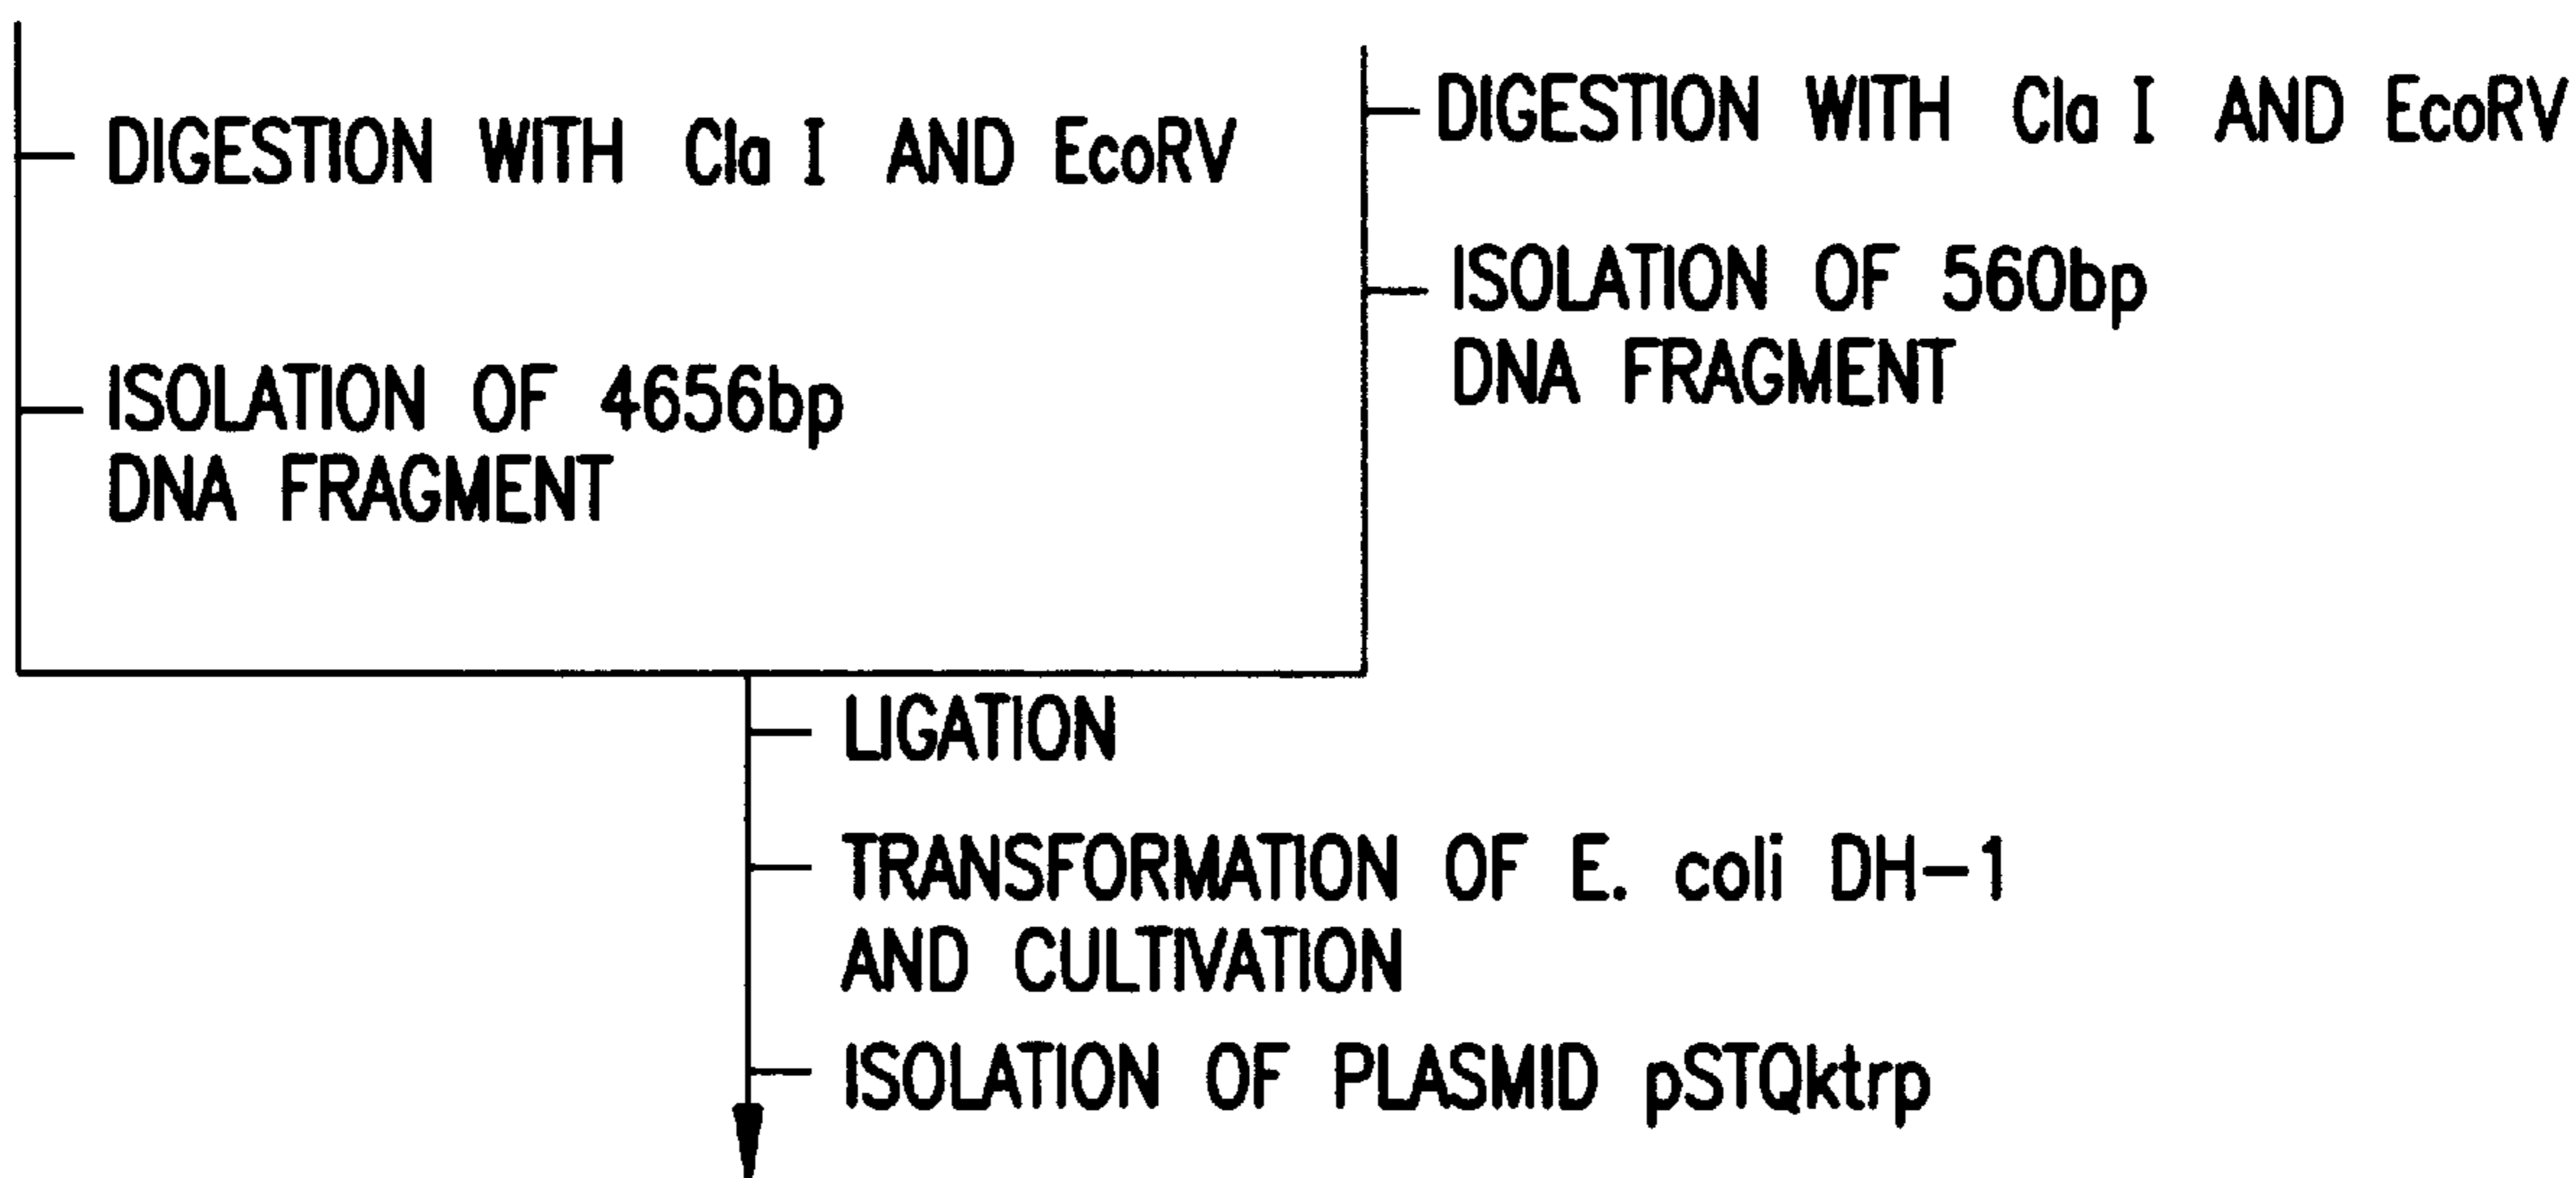 DIGESTION WITH Cla I AND EcoRV
ISOLATION OF 4656bp
DNA FRAGMENT
DIGESTION WITH Cla I AND EcoRV
ISOLATION OF 560bp
DNA FRAGMENT
LIGATION
TRANSFORMATION OF E. coli DH-1
AND CULTIVATION
ISOLATION OF PLASMID pSTQktrp